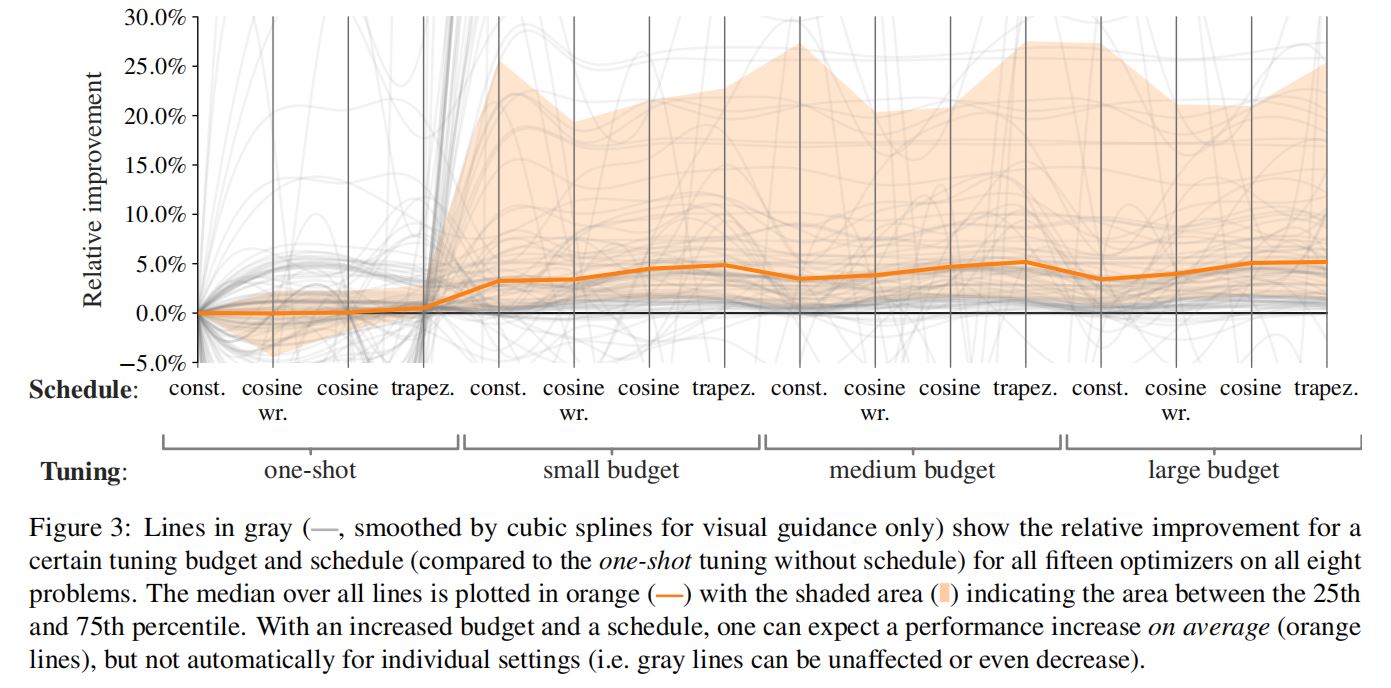 30.0%
25.0%
20.0%
15.0%
10.0%
5.0%
0.0%
−5.0%
Relative improvement
Schedule: const. cosine wr. cosine trapez. const. cosine wr. cosine trapez. const. cosine wr. cosine trapez. const. cosine wr. cosine trapez.
Tuning: one-shot small budget medium budget large budget
Figure 3: Lines in gray (—, smoothed by cubic splines for visual guidance only) show the relative improvement for a
certain tuning budget and schedule (compared to the one-shot tuning without schedule) for all fifteen optimizers on all eight
problems. The median over all lines is plotted in orange (—) with the shaded area ( ) indicating the area between the 25th
and 75th percentile. With an increased budget and a schedule, one can expect a performance increase on average (orange
lines), but not automatically for individual settings (i.e. gray lines can be unaffected or even decrease).